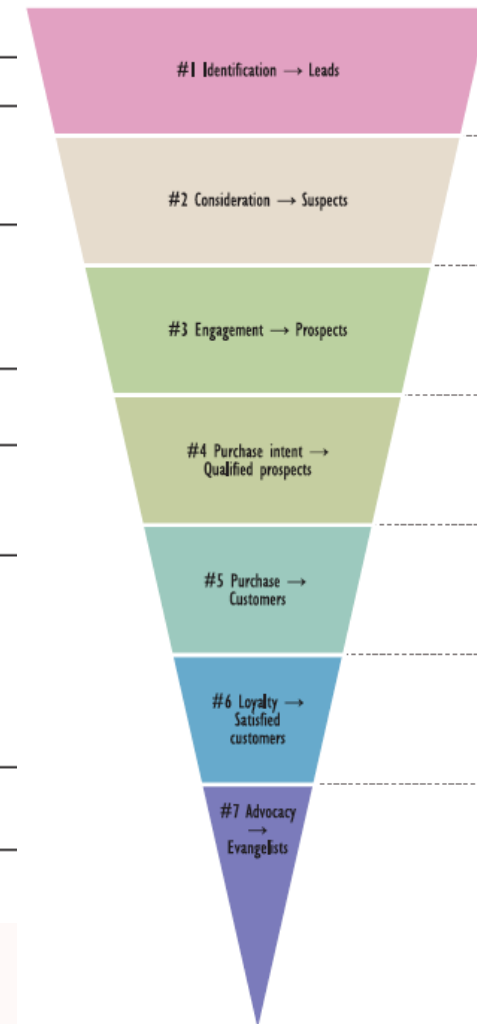 #1 Identification → Leads
#2 Consideration → Suspects
#3 Engagement → Prospects
#4 Purchase intent →
Qualified prospects
#5 Purchase →
Customers
#6 Loyalty →
Satisfied
customers
#7 Advocacy
→
Evangelists